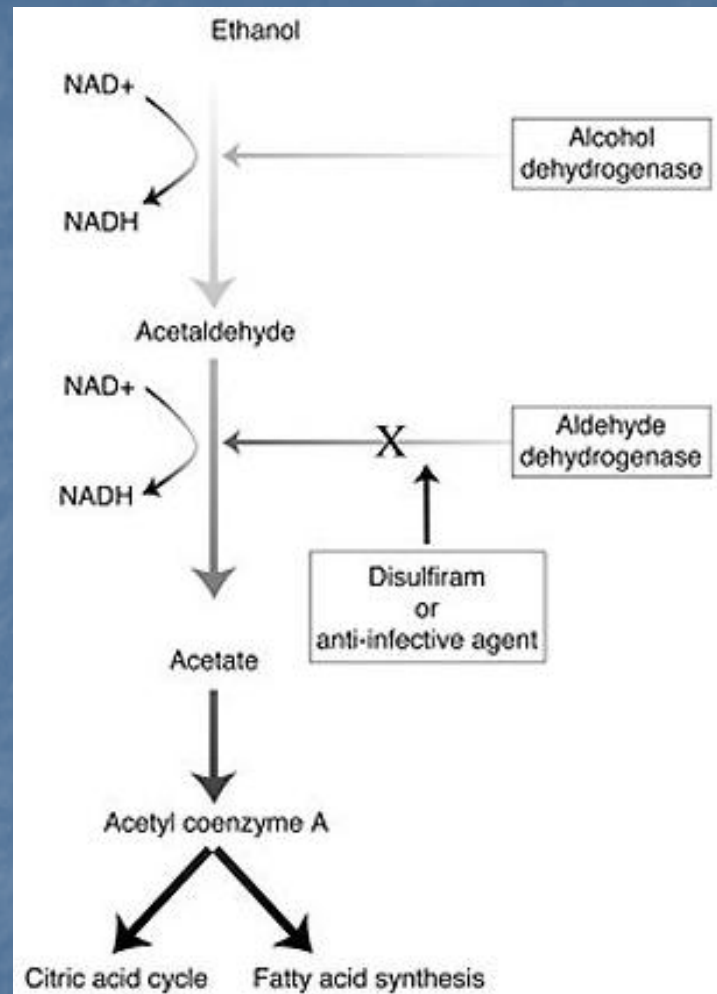 Ethanol
NAD+
Alcohol
dehydrogenase
NADH
Acetaldehyde
NAD+
Aldehyde
dehydrogenase
X
NADH
Disulfiram
or
anti-infective agent
Acetate
Acetyl coenzyme A
Citric acid cycle
Fatty acid synthesis